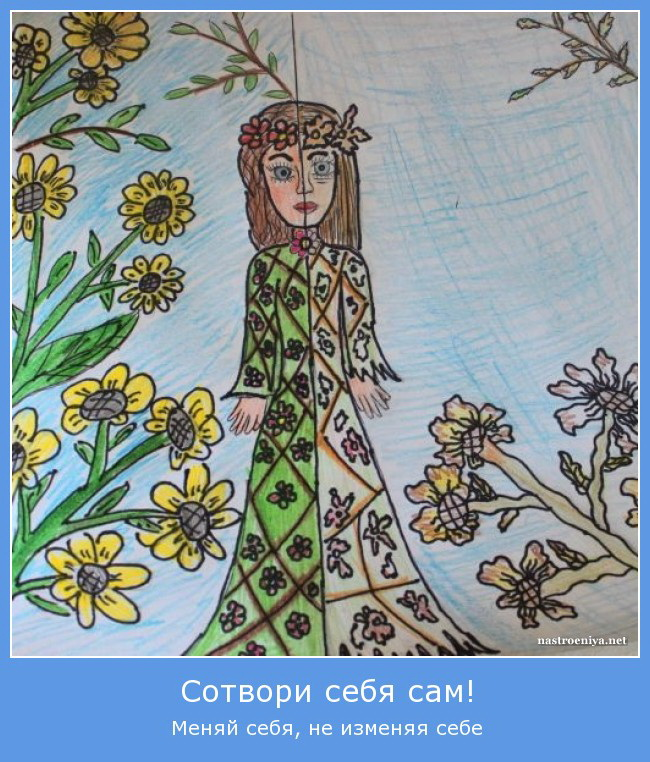 nastroeniya.net
Сотвори себя сам!
Меняй себя, не изменяя себе